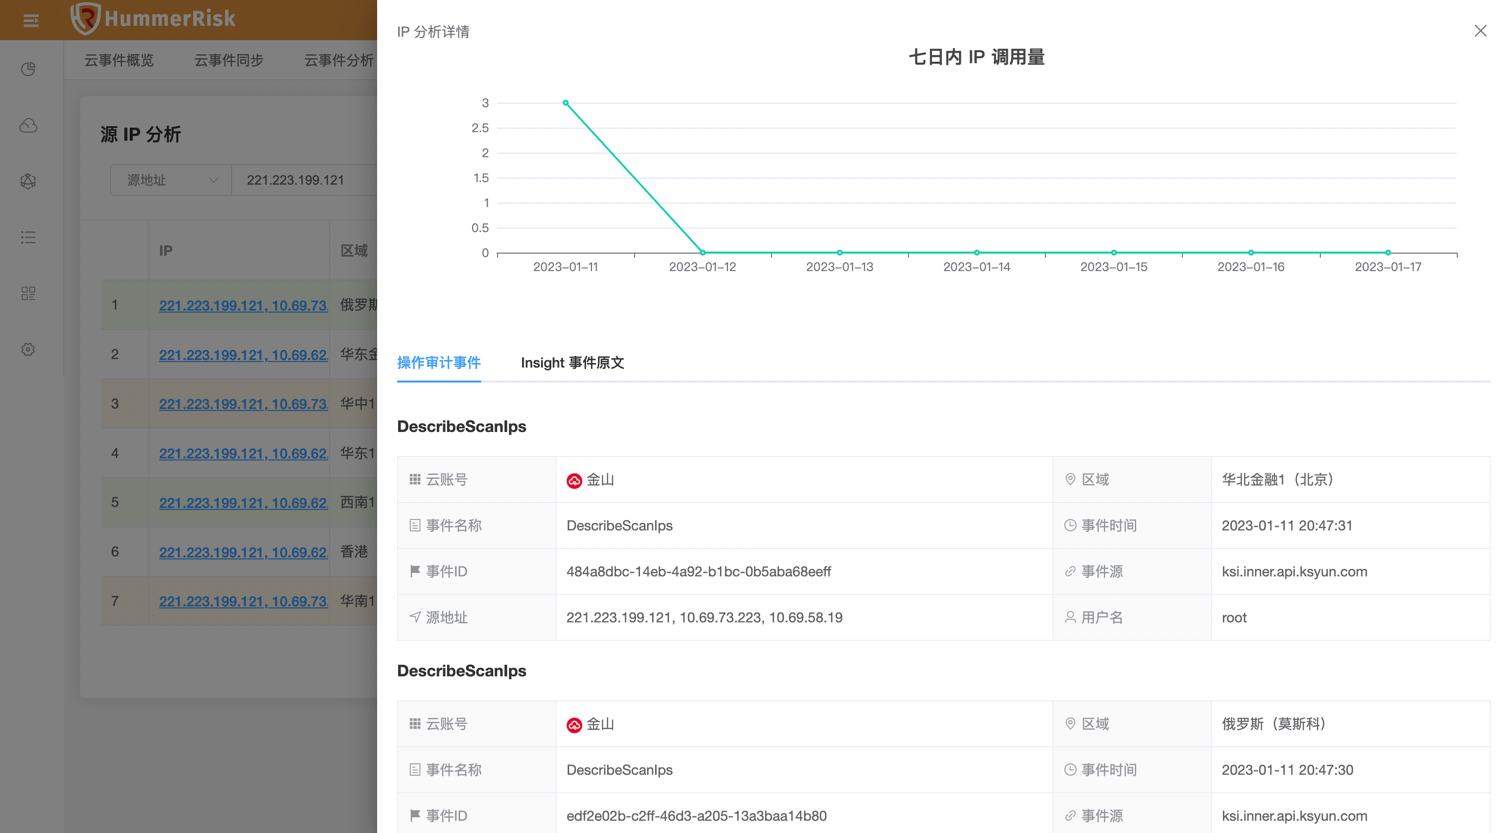 HummerRisk
云事件概览 云事件同步 云事件分析
源 IP 分析
源地址 221.223.199.121
IP 区域
1 221.223.199.121, 10.69.73. 俄罗斯
2 221.223.199.121, 10.69.62. 华东金
3 221.223.199.121, 10.69.73. 华中1
4 221.223.199.121, 10.69.62. 华东1
5 221.223.199.121, 10.69.62. 西南1
6 221.223.199.121, 10.69.62. 香港
7 221.223.199.121, 10.69.73. 华南1
IP 分析详情
七日内 IP 调用量
3
2.5
2
1.5
1
0.5
0
2023-01-11 2023-01-12 2023-01-13 2023-01-14 2023-01-15 2023-01-16 2023-01-17
操作审计事件 Insight 事件原文
DescribeScanIps
云账号 金山 区域 华北金融1（北京）
事件名称 DescribeScanIps 事件时间 2023-01-11 20:47:31
事件ID 484a8dbc-14eb-4a92-b1bc-0b5aba68eeff 事件源 ksi.inner.api.ksyun.com
源地址 221.223.199.121, 10.69.73.223, 10.69.58.19 用户名 root
DescribeScanIps
云账号 金山 区域 俄罗斯（莫斯科）
事件名称 DescribeScanIps 事件时间 2023-01-11 20:47:30
事件ID edf2e02b-c2ff-46d3-a205-13a3baa14b80 事件源 ksi.inner.api.ksyun.com